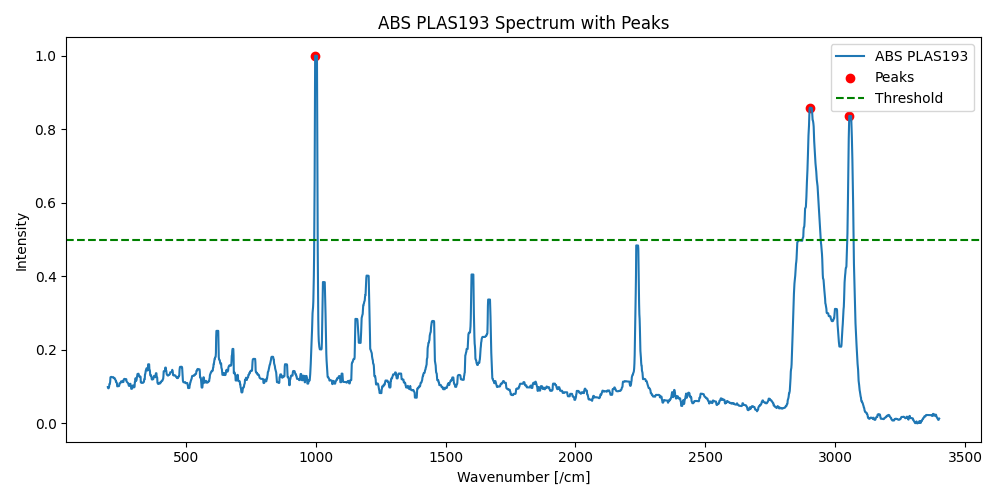 ABS PLAS193 Spectrum with Peaks
ABS PLAS193
Peaks
Threshold
Intensity
1.0
0.8
0.6
0.4
0.2
0.0
500 1000 1500 2000 2500 3000 3500
Wavenumber [/cm]